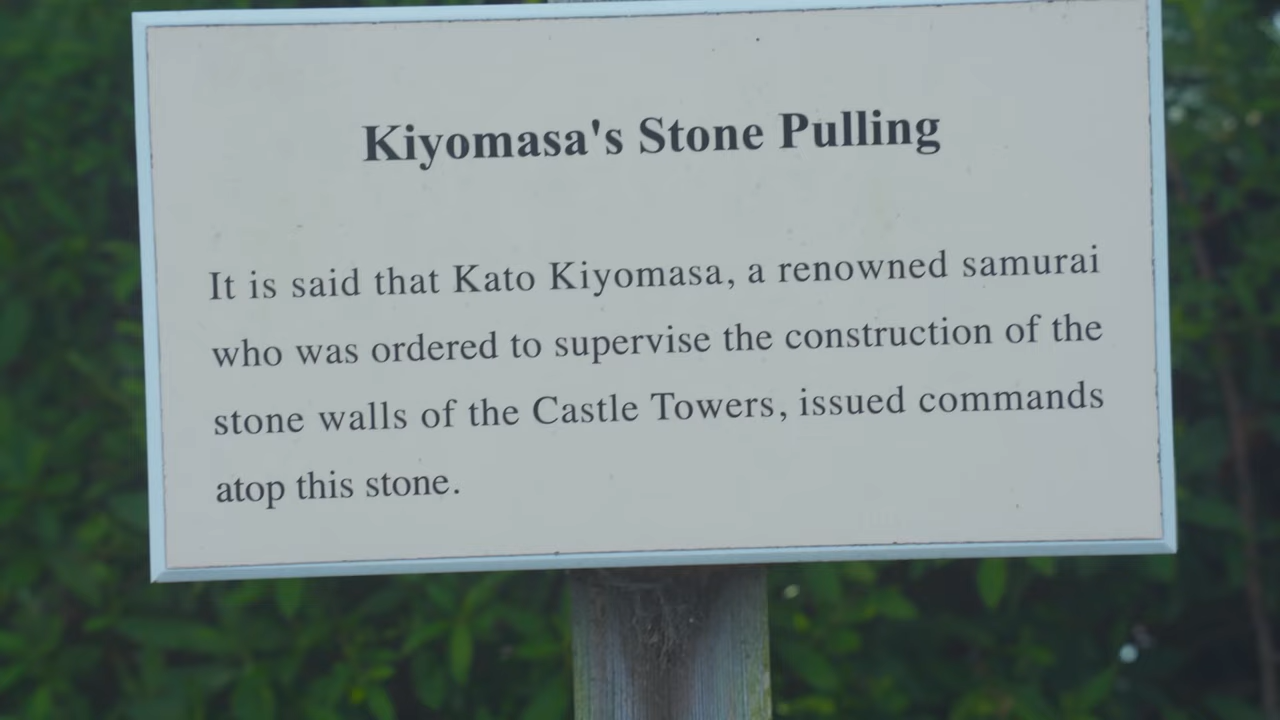 Kiyomasa's Stone Pulling
It is said that Kato Kiyomasa, a renowned samurai
who was ordered to supervise the construction of the
stone walls of the Castle Towers, issued commands
atop this stone.